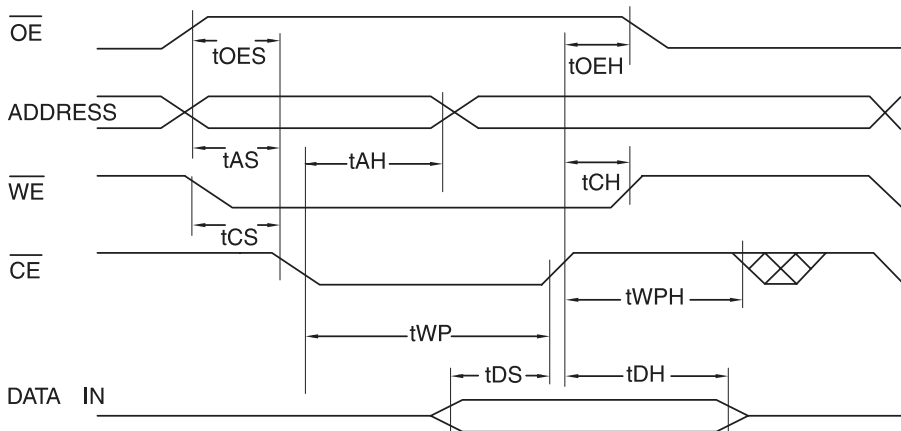 OE
tOES
tOEH
ADDRESS
tAS
tAH
tCH
WE
tCS
CE
tWPH
tWP
tDS
tDH
DATA IN